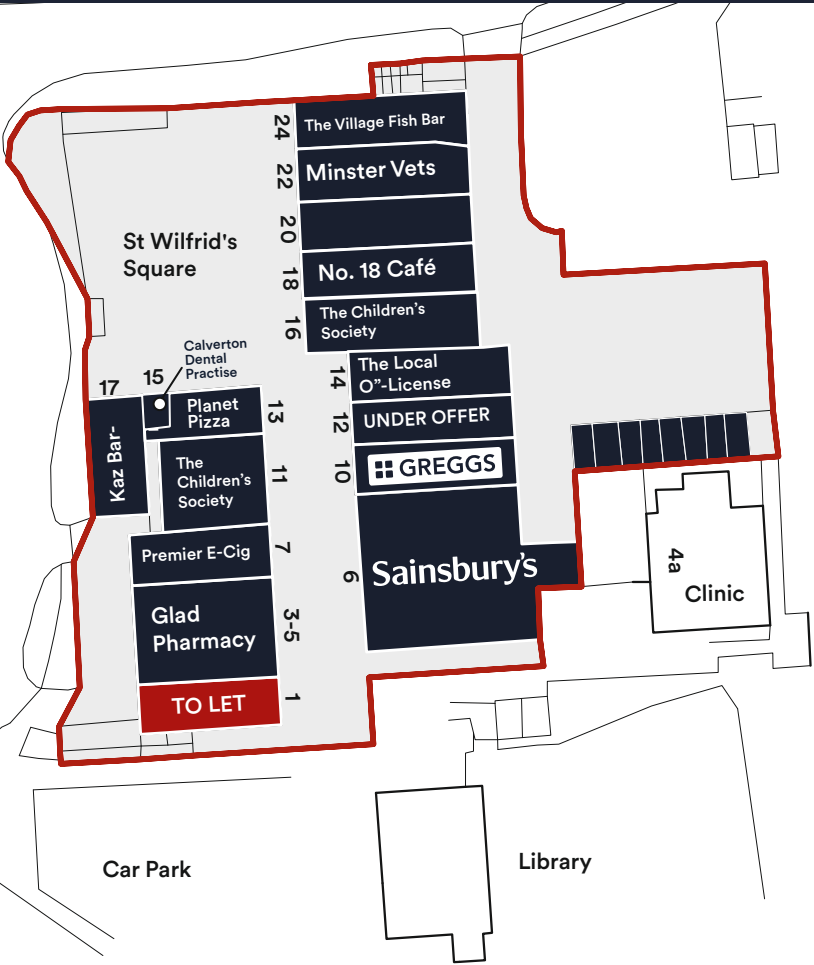 24
The Village Fish Bar
22
Minster Vets
20
18
No. 18 Café
16
The Children's
Society
St Wilfrid's
Square
Calverton
Dental
Practise
17
15
Kaz Bar-
Planet
Pizza
13
14
The Local
O"-License
12
UNDER OFFER
10
GREGGS
The
Children's
Society
11
Premier E-Cig
7
6
Sainsbury's
Glad
Pharmacy
3-5
TO LET
1
4a
Clinic
Car Park
Library